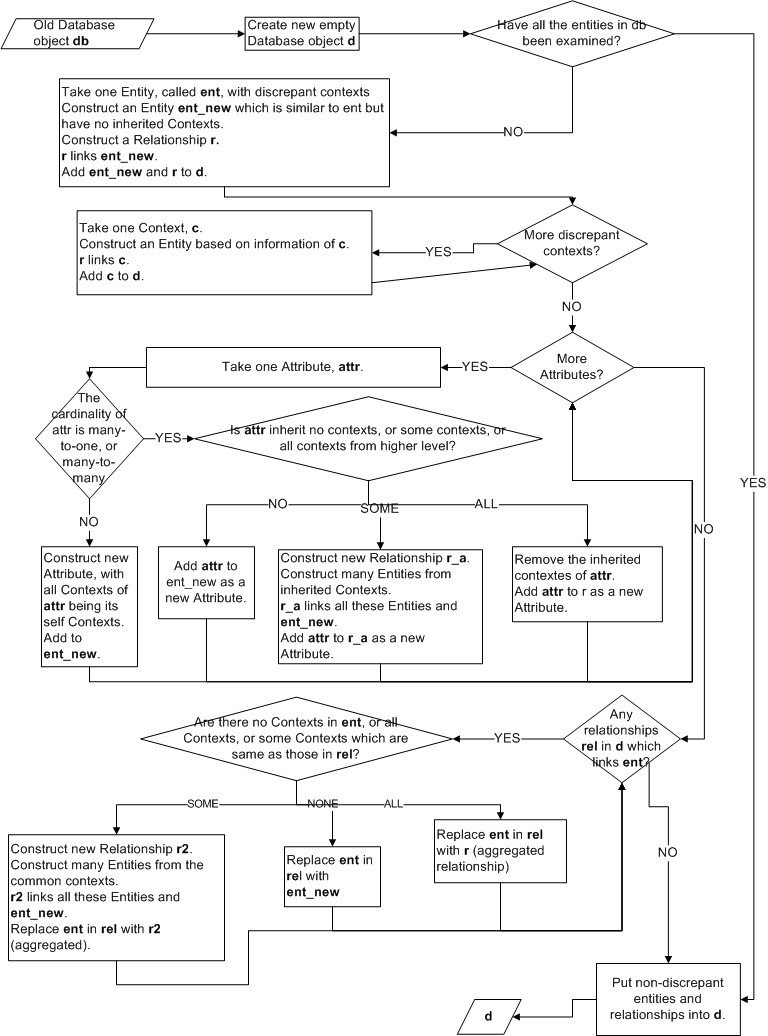 Old Database
object db
Create new empty
Database object d
Have all the entities in db
been examined?
Take one Entity, called ent, with discrepant contexts
Construct an Entity ent_new which is similar to ent but
have no inherited Contexts.
Construct a Relationship r.
r links ent_new.
Add ent_new and r to d.
NO
Take one Context, c.
Construct an Entity based on information of c.
r links c.
Add c to d.
YES
More discrepant
contexts?
NO
Take one Attribute, attr.
YES
More
Attributes?
The
cardinality of
attr is many-
to-one, or
many-to-
many
YES
Is attr inherit no contexts, or some contexts, or
all contexts from higher level?
YES
NO
NO
SOME
ALL
NO
Construct new
Attribute, with
all Contexts of
attr being its
self Contexts.
Add to
ent_new.
Add attr to
ent_new as a
new Attribute.
Construct new Relationship r_a.
Construct many Entities from
inherited Contexts.
r_a links all these Entities and
ent_new.
Add attr to r_a as a new
Attribute.
Remove the inherited
contextes of attr.
Add attr to r as a new
Attribute.
Are there no Contexts in ent, or all
Contexts, or some Contexts which are
same as those in rel?
YES
Any
relationships
rel in d which
links ent?
SOME
NONE
ALL
Construct new Relationship r2.
Construct many Entities from the
common contexts.
r2 links all these Entities and
ent_new.
Replace ent in rel with r2
(aggregated).
Replace ent in
rel with
ent_new
Replace ent in rel
with r (aggregated
relationship)
NO
Put non-discrepant
entities and
relationships into d.
d